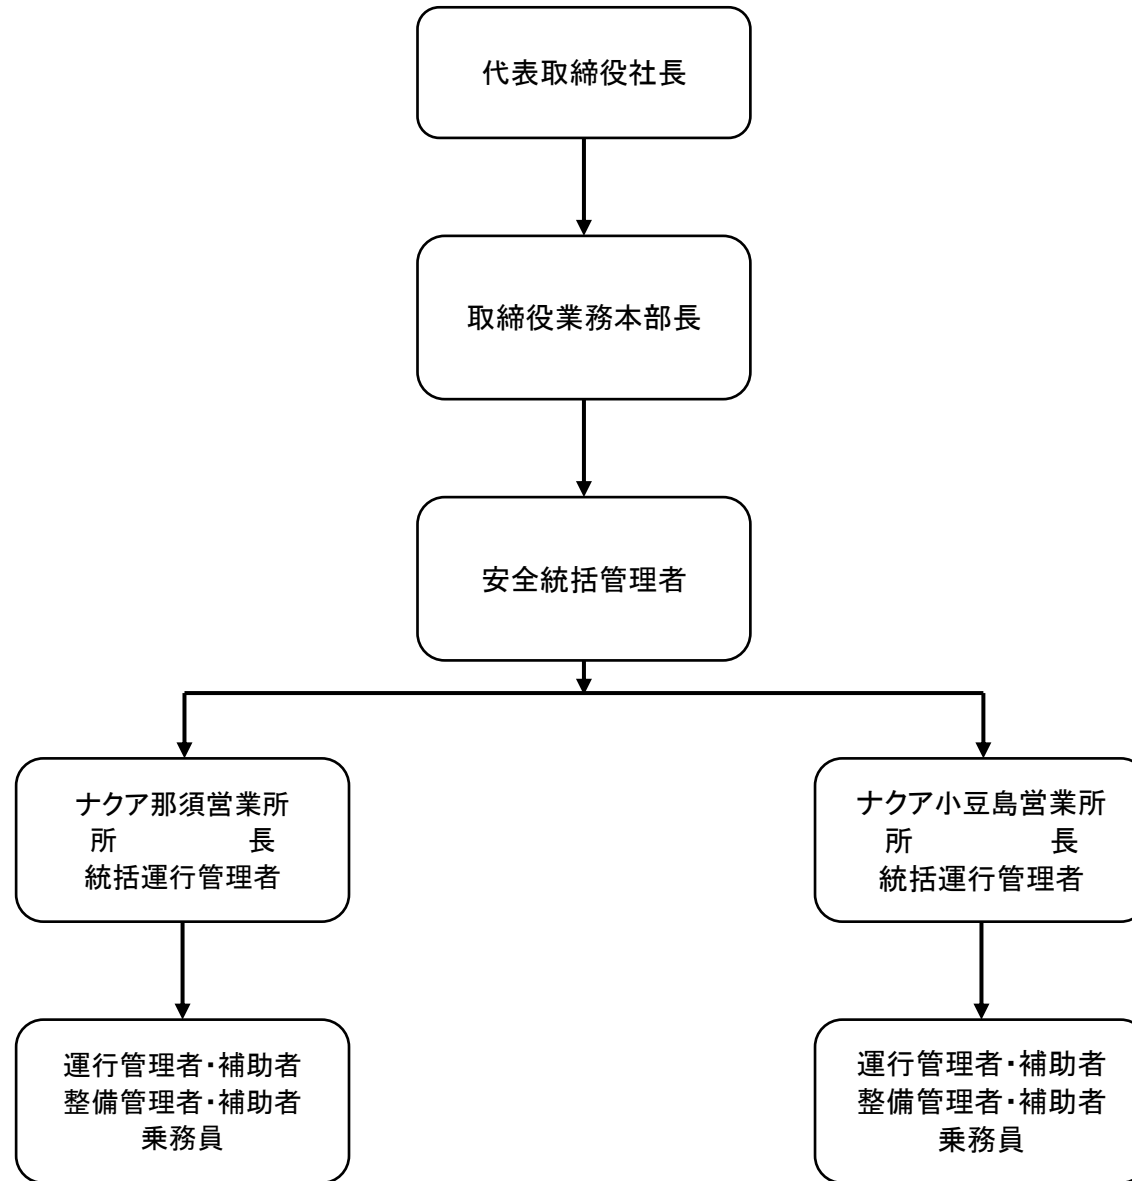 代表取締役社長
取締役業務本部長
安全統括管理者
ナクア那須営業所
所　　　　　長
統括運行管理者
ナクア小豆島営業所
所　　　　　長
統括運行管理者
運行管理者・補助者
整備管理者・補助者
乗務員
運行管理者・補助者
整備管理者・補助者
乗務員